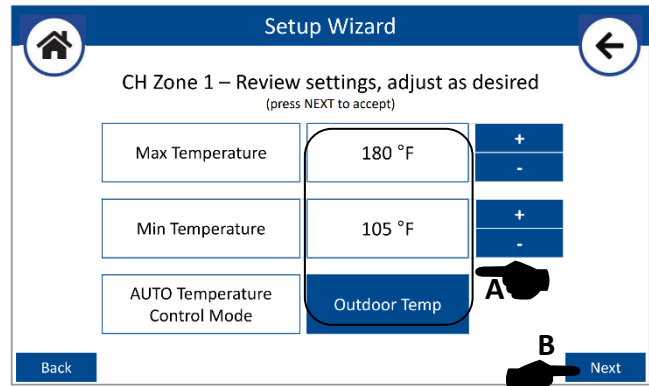 Setup Wizard
CH Zone 1 – Review settings, adjust as desired
(press NEXT to accept)
Max Temperature
180 °F
+
-
Min Temperature
105 °F
+
-
AUTO Temperature
Control Mode
Outdoor Temp
A
B
Back
Next